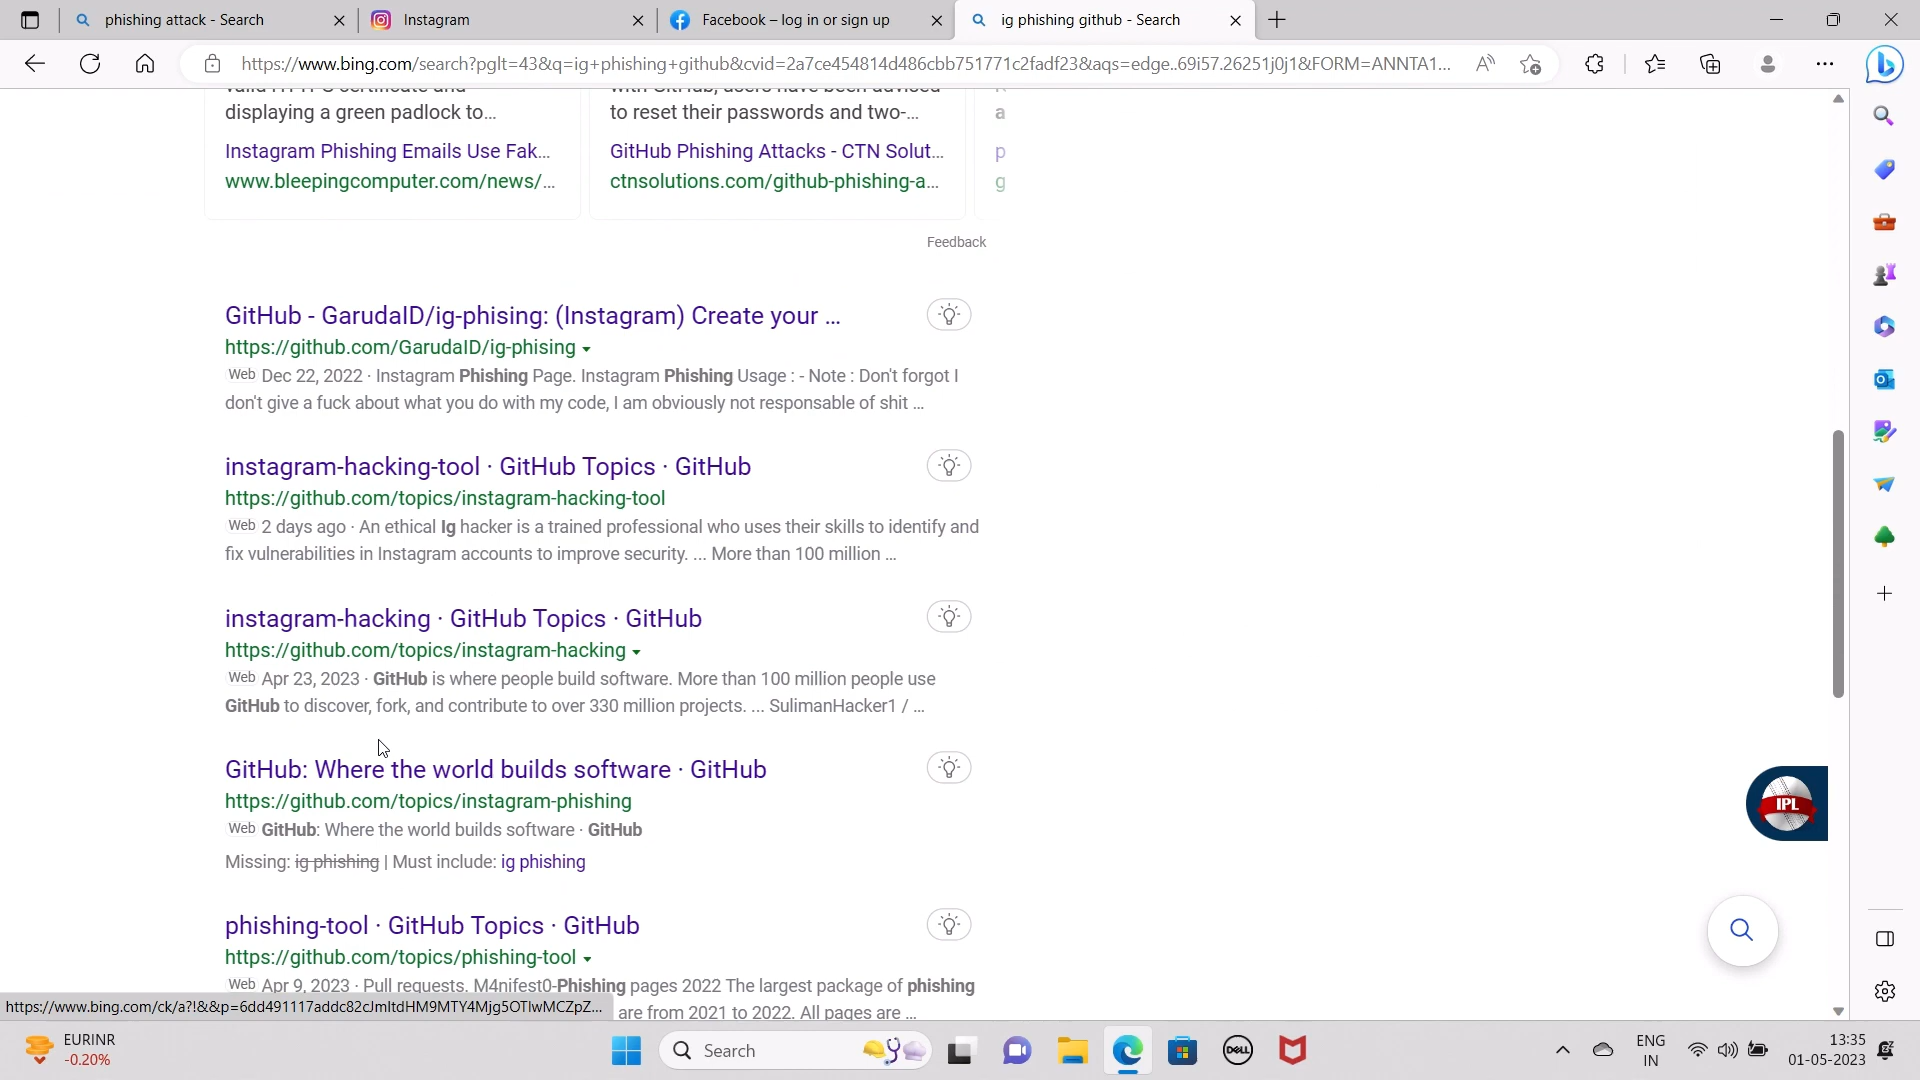 phishing attack - Search
Instagram
Facebook – log in or sign up
ig phishing github - Search
https://www.bing.com/search?pglt=43&q=ig+phishing+github&cvid=2a7ce454814d486cbb751771c2fadf23&aqs=edge..69i57.26251j0j1&FORM=ANNTA1...
displaying a green padlock to...
to reset their passwords and two-...
a
Instagram Phishing Emails Use Fak...
GitHub Phishing Attacks - CTN Solut...
p
www.bleepingcomputer.com/news/...
ctnsolutions.com/github-phishing-a...
g
Feedback
GitHub - GarudaID/ig-phising: (Instagram) Create your ...
https://github.com/GarudaID/ig-phising
Web Dec 22, 2022 · Instagram Phishing Page. Instagram Phishing Usage : - Note : Don't forgot I
don't give a fuck about what you do with my code, I am obviously not responsable of shit ...
instagram-hacking-tool · GitHub Topics · GitHub
https://github.com/topics/instagram-hacking-tool
Web 2 days ago · An ethical Ig hacker is a trained professional who uses their skills to identify and
fix vulnerabilities in Instagram accounts to improve security. ... More than 100 million ...
instagram-hacking · GitHub Topics · GitHub
https://github.com/topics/instagram-hacking
Web Apr 23, 2023 · GitHub is where people build software. More than 100 million people use
GitHub to discover, fork, and contribute to over 330 million projects. ... SulimanHacker1 / ...
GitHub: Where the world builds software · GitHub
https://github.com/topics/instagram-phishing
Web GitHub: Where the world builds software · GitHub
Missing: ig phishing | Must include: ig phishing
IPL
phishing-tool · GitHub Topics · GitHub
https://github.com/topics/phishing-tool
Web Apr 9, 2023 · Pull requests. M4nifest0-Phishing pages 2022 The largest package of phishing
are from 2021 to 2022. All pages are ...
https://www.bing.com/ck/a?!&&p=6dd491117addc82cJmltdHM9MTY4Mjg5OTIwMCZpZ...
EURINR
-0.20%
Search
DELL
ENG
IN
13:35
01-05-2023